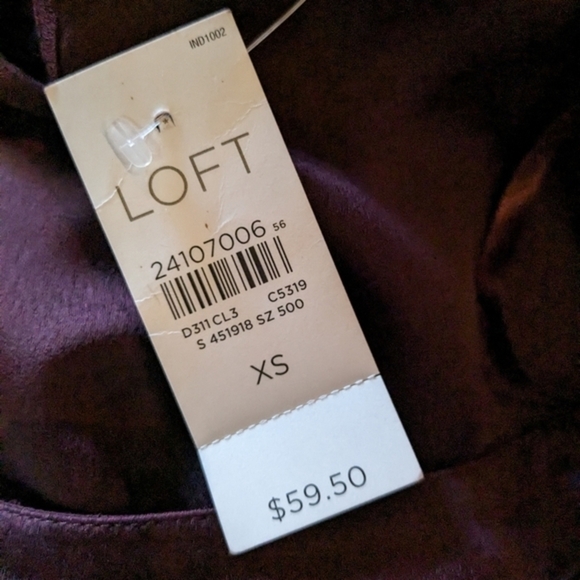 IND1002
LOFT
24107006 56
D311 CL3 C5319
S 451918 SZ 500
XS
$59.50